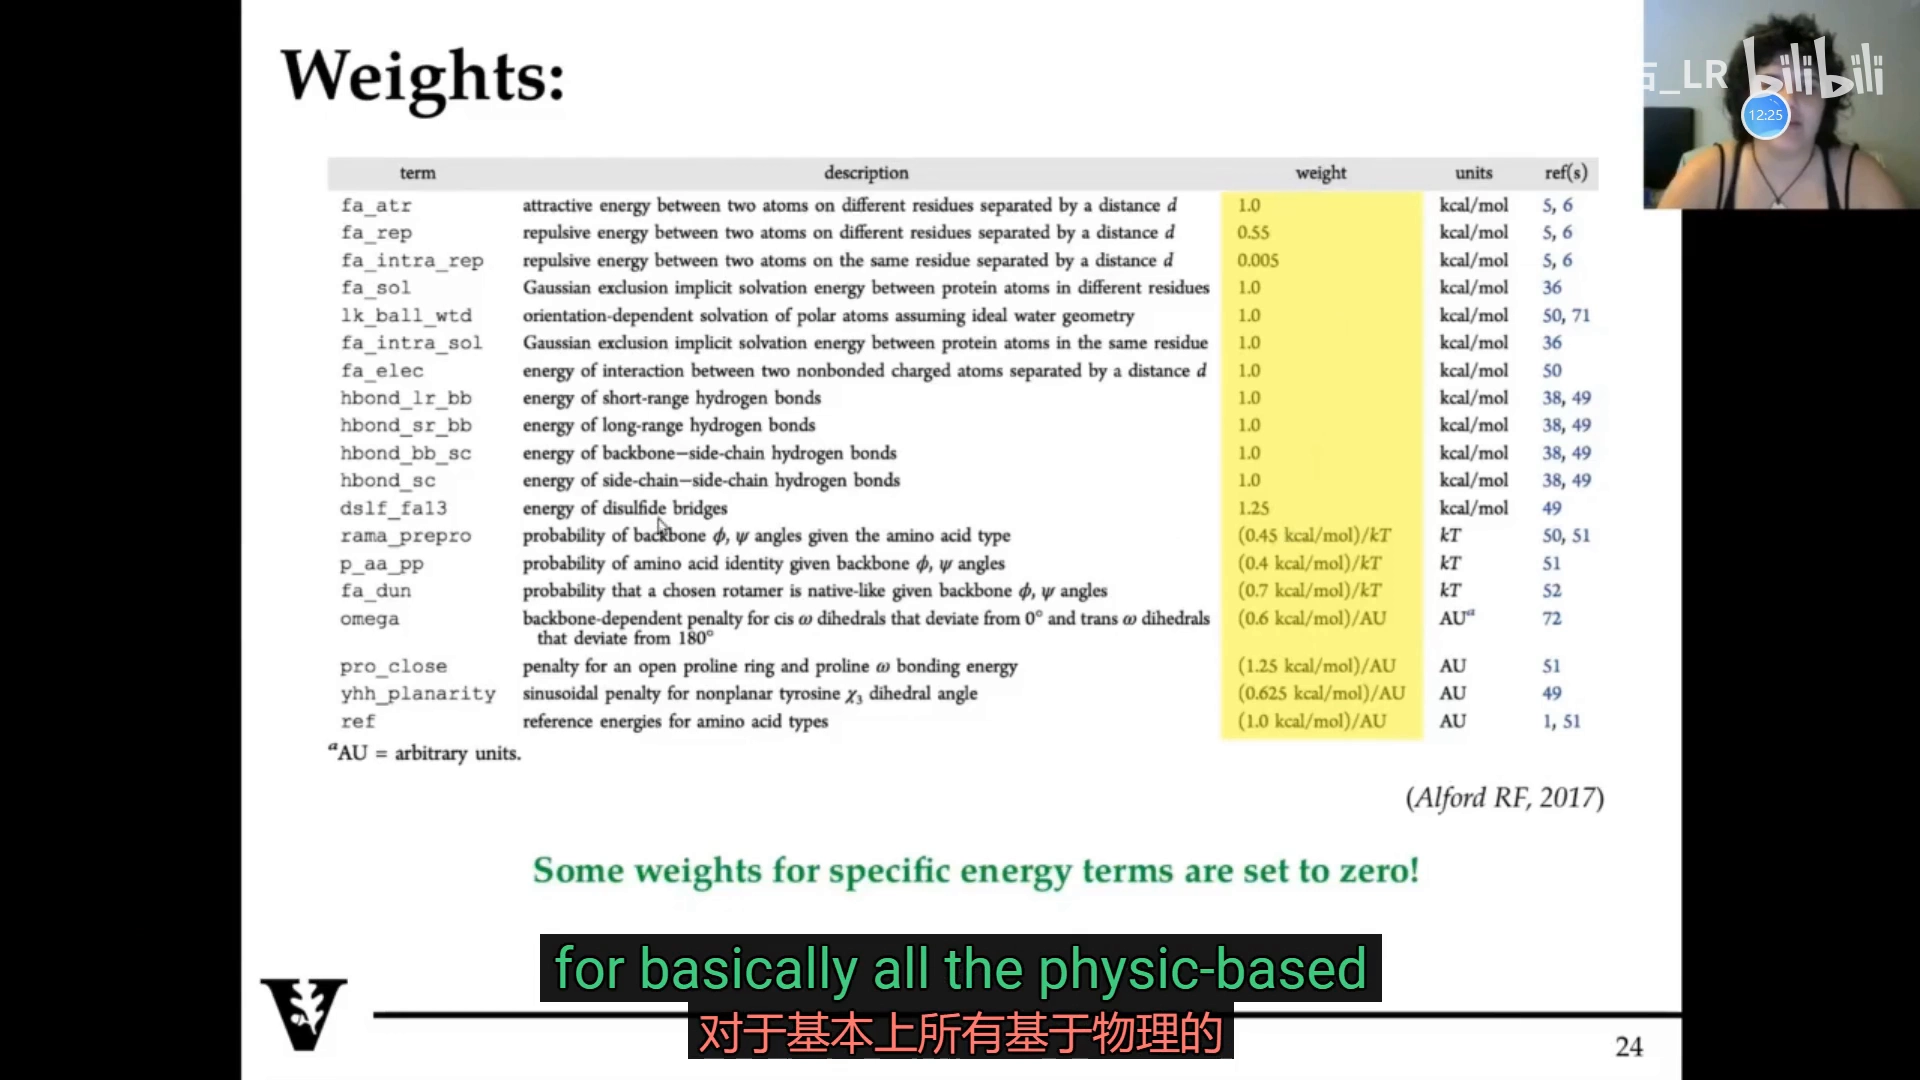 Weights:
_LR bilibili
12:25
term description weight units ref(s)
fa_atr attractive energy between two atoms on different residues separated by a distance d 1.0 kcal/mol 5, 6
fa_rep repulsive energy between two atoms on different residues separated by a distance d 0.55 kcal/mol 5, 6
fa_intra_rep repulsive energy between two atoms on the same residue separated by a distance d 0.005 kcal/mol 5, 6
fa_sol Gaussian exclusion implicit solvation energy between protein atoms in different residues 1.0 kcal/mol 36
lk_ball_wtd orientation-dependent solvation of polar atoms assuming ideal water geometry 1.0 kcal/mol 50, 71
fa_intra_sol Gaussian exclusion implicit solvation energy between protein atoms in the same residue 1.0 kcal/mol 36
fa_elec energy of interaction between two nonbonded charged atoms separated by a distance d 1.0 kcal/mol 50
hbond_lr_bb energy of short-range hydrogen bonds 1.0 kcal/mol 38, 49
hbond_sr_bb energy of long-range hydrogen bonds 1.0 kcal/mol 38, 49
hbond_bb_sc energy of backbone−side-chain hydrogen bonds 1.0 kcal/mol 38, 49
hbond_sc energy of side-chain−side-chain hydrogen bonds 1.0 kcal/mol 38, 49
dslf_fa13 energy of disulfide bridges 1.25 kcal/mol 49
rama_prepro probability of backbone ϕ, ψ angles given the amino acid type (0.45 kcal/mol)/kT kT 50, 51
p_aa_pp probability of amino acid identity given backbone ϕ, ψ angles (0.4 kcal/mol)/kT kT 51
fa_dun probability that a chosen rotamer is native-like given backbone ϕ, ψ angles (0.7 kcal/mol)/kT kT 52
omega backbone-dependent penalty for cis ω dihedrals that deviate from 0° and trans ω dihedrals (0.6 kcal/mol)/AU AUᵃ 72
that deviate from 180°
pro_close penalty for an open proline ring and proline ω bonding energy (1.25 kcal/mol)/AU AU 51
yhh_planarity sinusoidal penalty for nonplanar tyrosine χ₃ dihedral angle (0.625 kcal/mol)/AU AU 49
ref reference energies for amino acid types (1.0 kcal/mol)/AU AU 1, 51
ᵃAU = arbitrary units.
(Alford RF, 2017)
Some weights for specific energy terms are set to zero!
for basically all the physic-based
对于基本上所有基于物理的
V
24